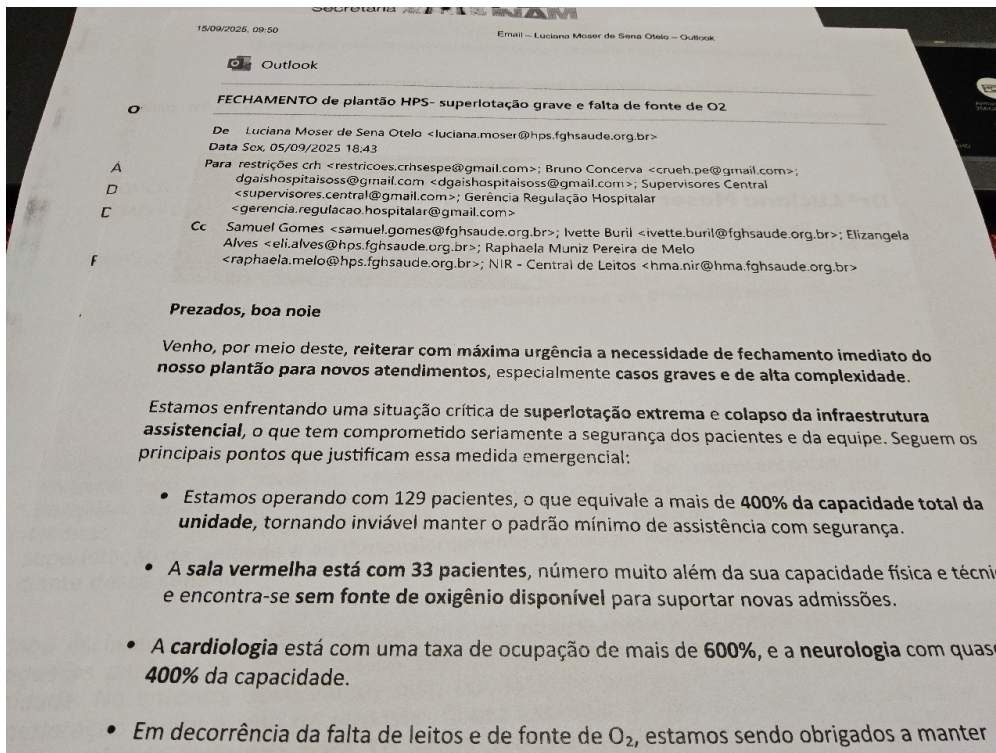 Secretaria
15/09/2025, 09:50
Email – Luciana Moser de Sena Otelo – Outlook
Outlook
FECHAMENTO de plantão HPS- superlotação grave e falta de fonte de O2
O
De Luciana Moser de Sena Otelo <luciana.moser@hps.fghsaude.org.br>
Data Sex, 05/09/2025 18:43
A
Para restrições crh <restricoes.crhsespe@gmail.com>; Bruno Concerva <crueh.pe@gmail.com>;
D
dgaishospitaisoss@gmail.com <dgaishospitaisoss@gmail.com>; Supervisores Central
<supervisores.central@gmail.com>; Gerência Regulação Hospitalar
<gerencia.regulacao.hospitalar@gmail.com>
Cc Samuel Gomes <samuel.gomes@fghsaude.org.br>; Ivette Buril <ivette.buril@fghsaude.org.br>; Elizangela
Alves <eli.alves@hps.fghsaude.org.br>; Raphaela Muniz Pereira de Melo
F
<raphaela.melo@hps.fghsaude.org.br>; NIR - Central de Leitos <hma.nir@hma.fghsaude.org.br>
Prezados, boa noie
Venho, por meio deste, reiterar com máxima urgência a necessidade de fechamento imediato do
nosso plantão para novos atendimentos, especialmente casos graves e de alta complexidade.
Estamos enfrentando uma situação crítica de superlotação extrema e colapso da infraestrutura
assistencial, o que tem comprometido seriamente a segurança dos pacientes e da equipe. Seguem os
principais pontos que justificam essa medida emergencial:
• Estamos operando com 129 pacientes, o que equivale a mais de 400% da capacidade total da
unidade, tornando inviável manter o padrão mínimo de assistência com segurança.
• A sala vermelha está com 33 pacientes, número muito além da sua capacidade física e técni
e encontra-se sem fonte de oxigênio disponível para suportar novas admissões.
• A cardiologia está com uma taxa de ocupação de mais de 600%, e a neurologia com quas
400% da capacidade.
• Em decorrência da falta de leitos e de fonte de O₂, estamos sendo obrigados a manter